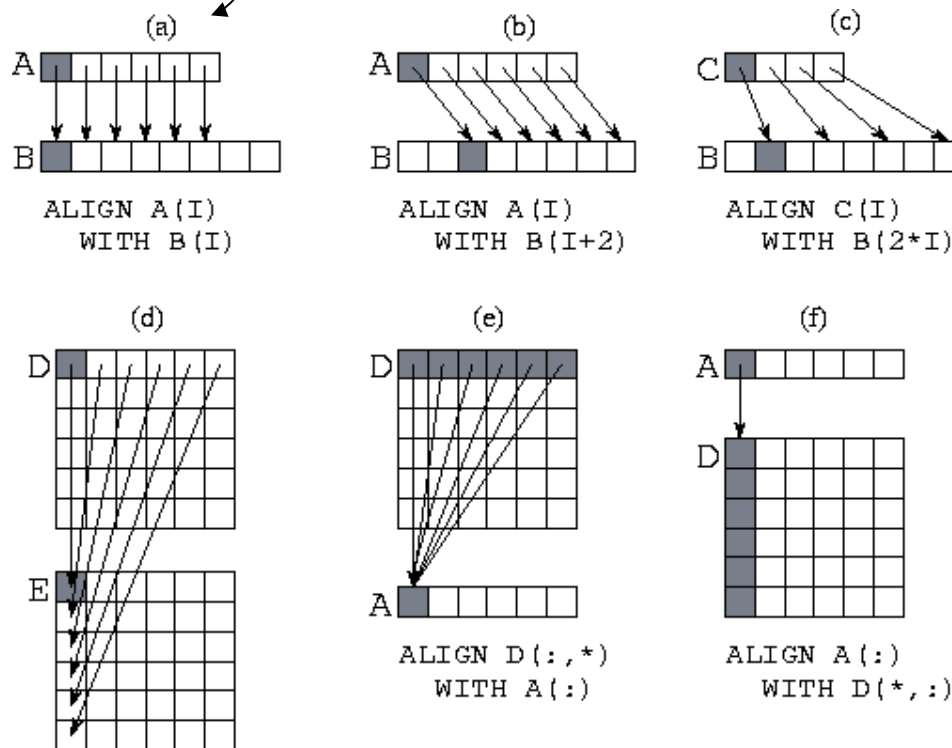 (a) (b) (c)
A A C
B B B
ALIGN A(I) ALIGN A(I) ALIGN C(I)
WITH B(I) WITH B(I+2) WITH B(2*I)
(d) (e) (f)
D D A
D
E A
ALIGN D(:,*) ALIGN A(:)
WITH A(:) WITH D(*,:)